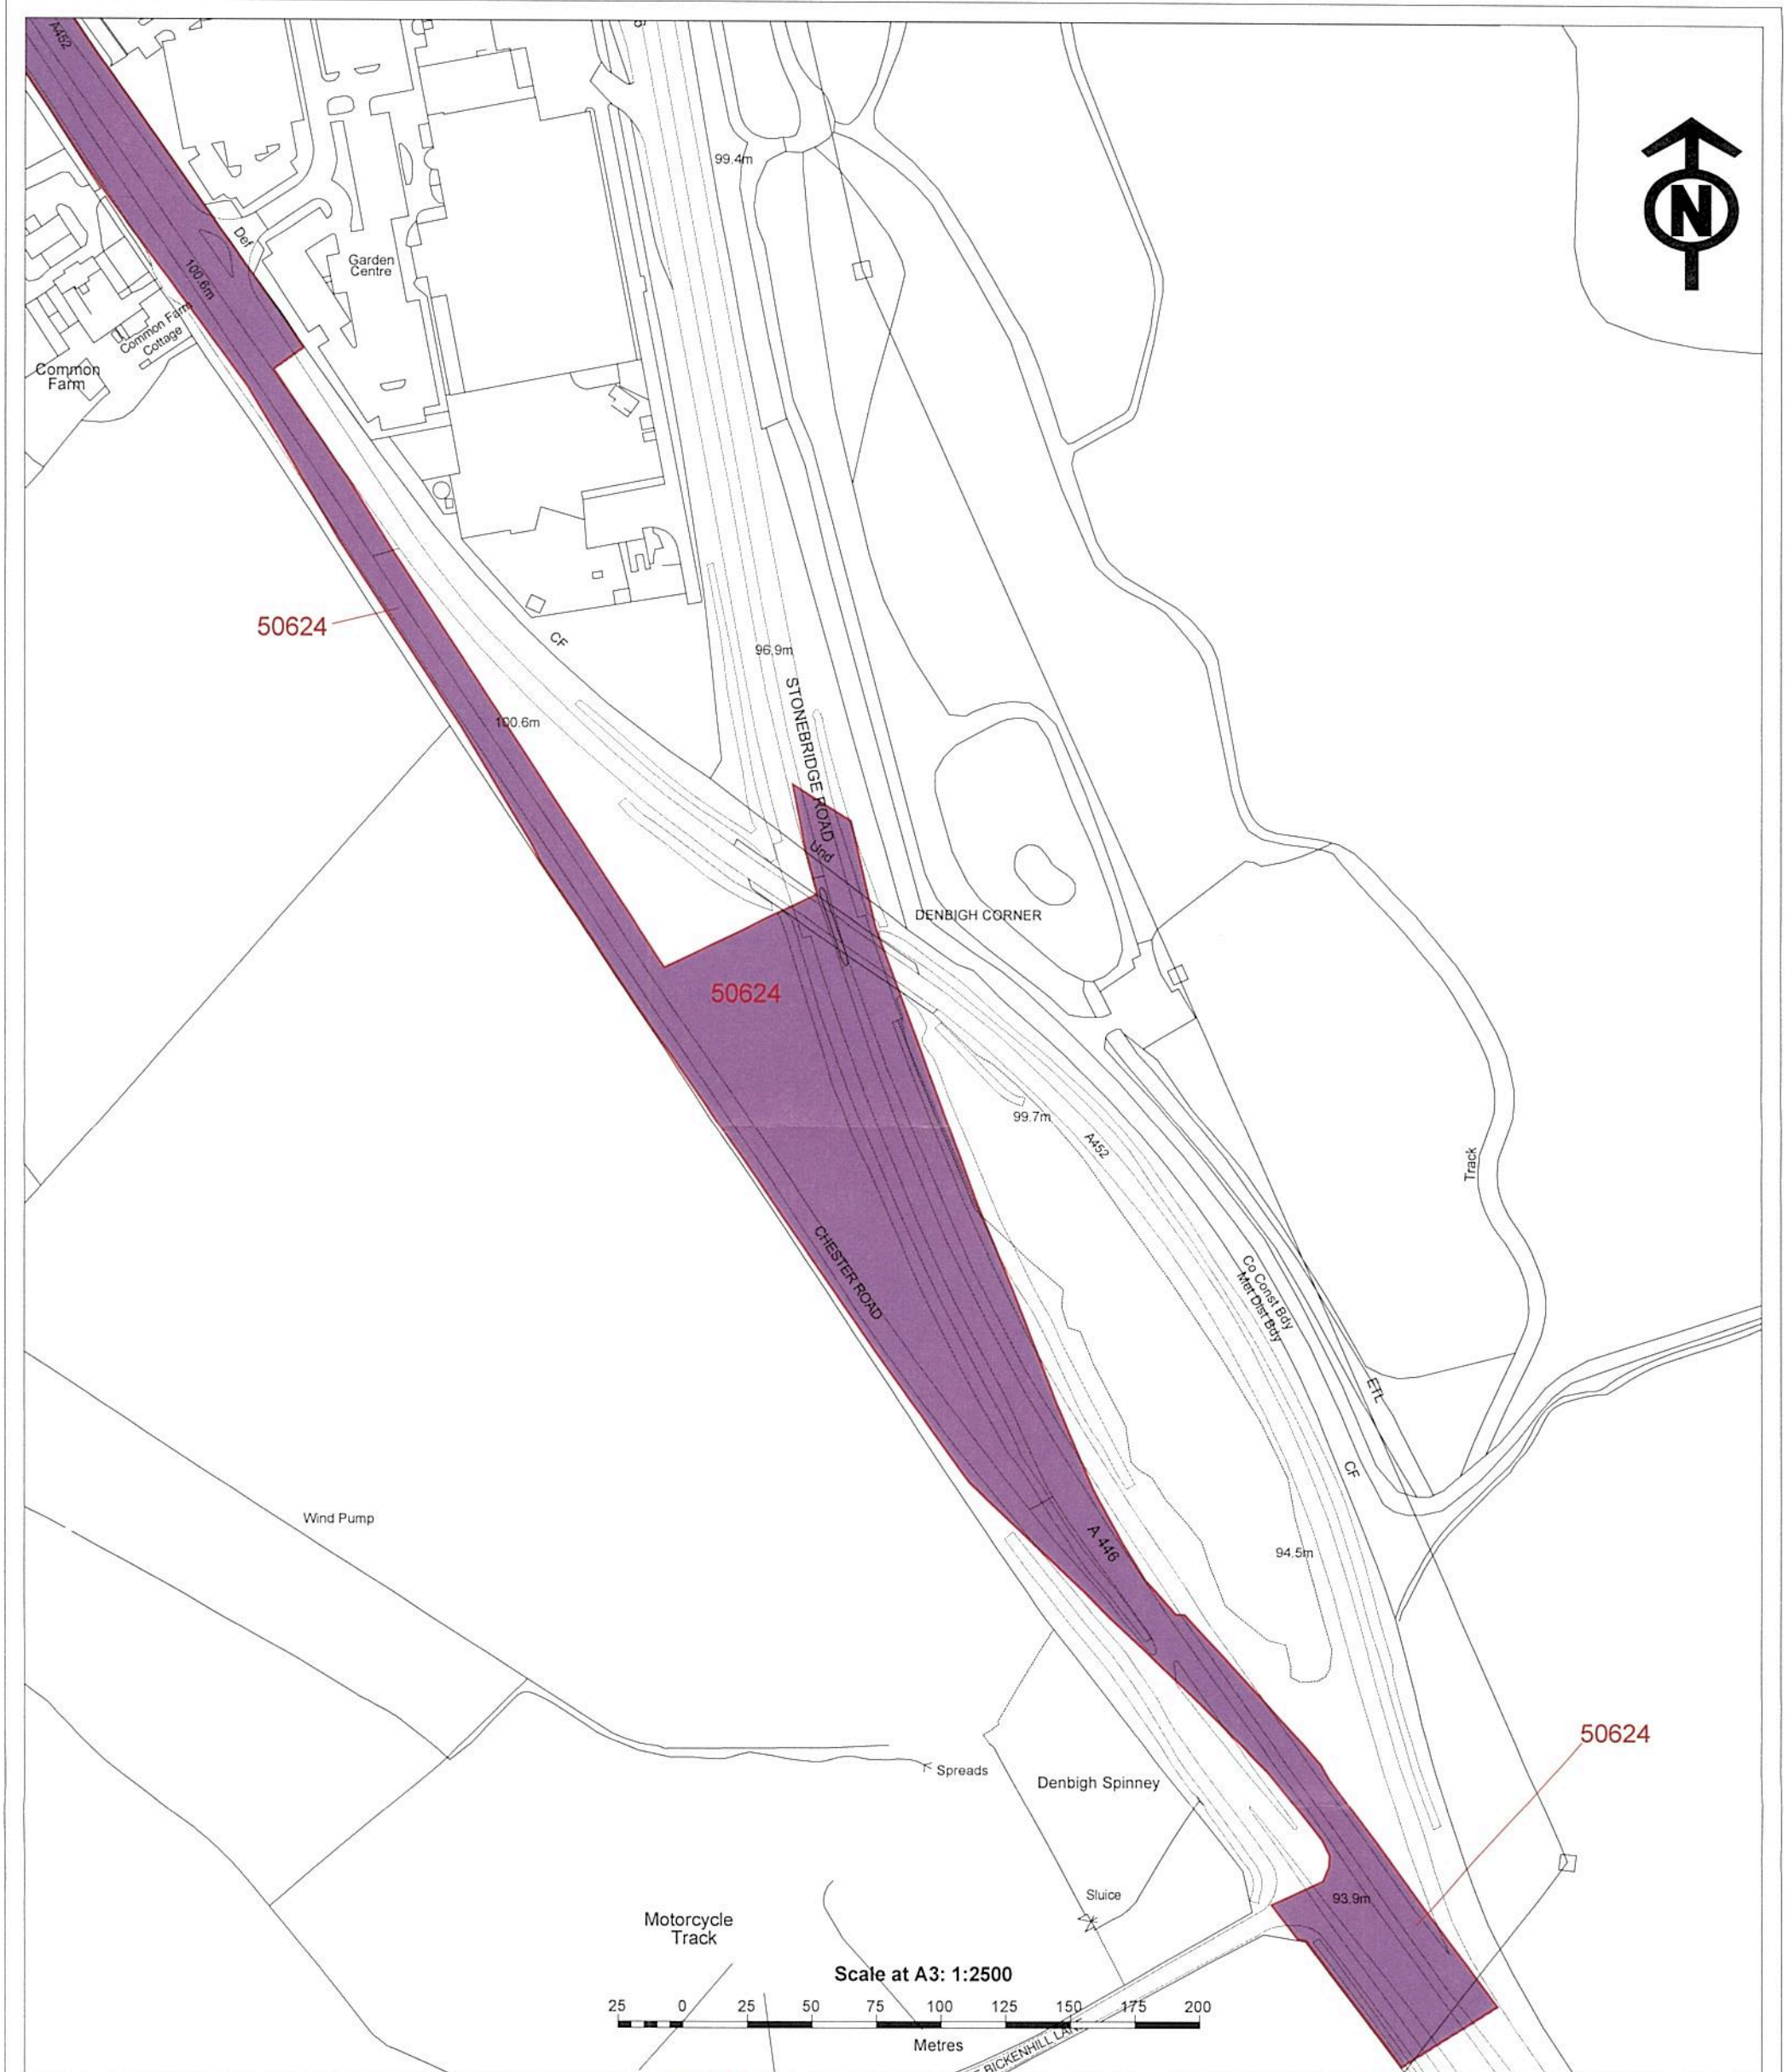 A452
N
99.4m
Def
Garden
Centre
100.6m
Common Farm
Cottage
Common
Farm
50624
CF
96.9m
STONEBRIDGE ROAD
100.6m
Und
DENBIGH CORNER
50624
99.7m
A452
Track
CHESTER ROAD
Co Const Bdy
Met Dist Bdy
ETL
CF
Wind Pump
A 446
94.5m
50624
Spreads
Denbigh Spinney
Sluice
93.9m
Motorcycle
Track
Scale at A3: 1:2500
25 0 25 50 75 100 125 150 175 200
Metres
BICKENHILL LANE